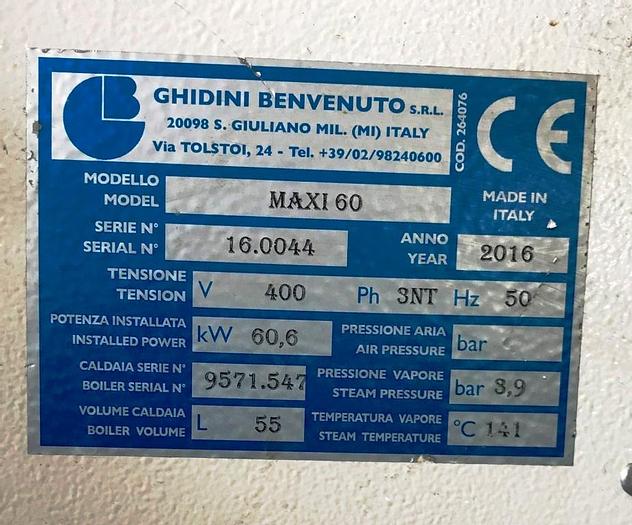 GB
GHIDINI BENVENUTO S.R.L.
20098 S. GIULIANO MIL. (MI) ITALY
Via TOLSTOI, 24 - Tel. +39/02/98240600
COD. 264076
CE
MADE IN
ITALY
MODELLO
MODEL
MAXI 60
SERIE N°
SERIAL N°
16.0044
ANNO
YEAR
2016
TENSIONE
TENSION
V 400 Ph 3NT Hz 50
POTENZA INSTALLATA
INSTALLED POWER
kW 60,6
PRESSIONE ARIA
AIR PRESSURE
bar
CALDAIA SERIE N°
BOILER SERIAL N°
9571.547
PRESSIONE VAPORE
STEAM PRESSURE
bar 3,9
VOLUME CALDAIA
BOILER VOLUME
L 55
TEMPERATURA VAPORE
STEAM TEMPERATURE
°C 141